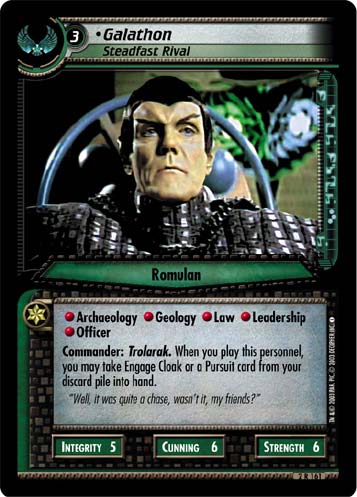 3
•Galathon
Steadfast Rival
Romulan
•Archaeology •Geology •Law •Leadership
•Officer
Commander: Trolarak. When you play this personnel,
you may take Engage Cloak or a Pursuit card from your
discard pile into hand.
"Well, it was quite a chase, wasn't it, my friends?"
INTEGRITY 5 CUNNING 6 STRENGTH 6
2 R 161